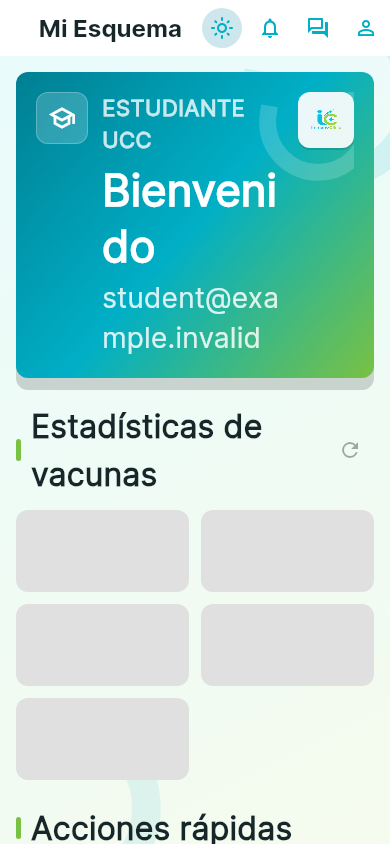 Mi Esquema
ESTUDIANTE
UCC
Bienveni
do
student@exa
mple.invalid
Estadísticas de
vacunas
Acciones rápidas